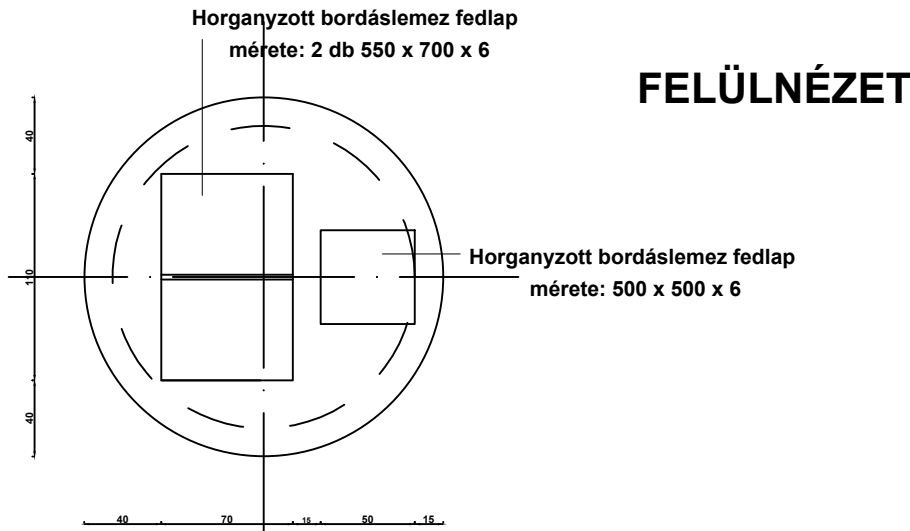 Horganyzott bordáslemez fedlap
mérete: 2 db 550 x 700 x 6
FELÜLNÉZET
40
110
40
Horganyzott bordáslemez fedlap
mérete: 500 x 500 x 6
40 70 15 50 15